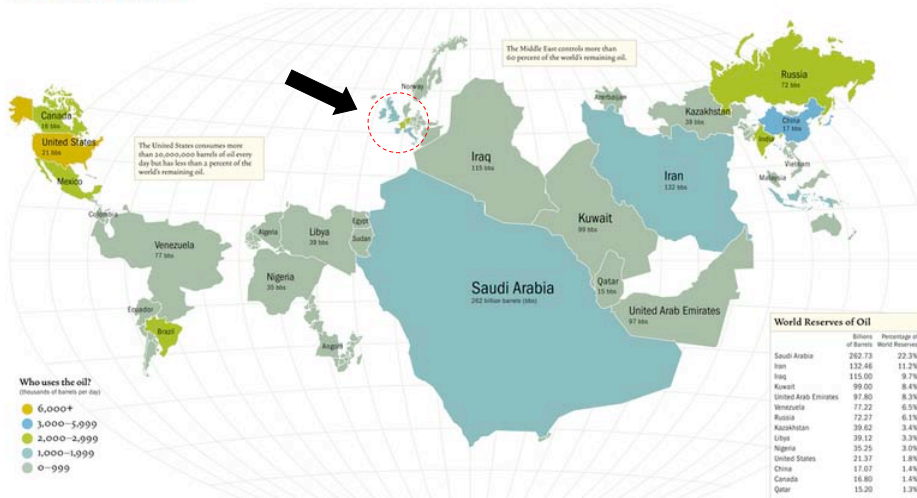 Norway
The Middle East controls more than
60 percent of the world's remaining oil.
Russia
72 bbs
Canada
16 bbs
United States
21 bbs
Mexico
The United States consumes more
than 20,000,000 barrels of oil every
day but has less than 2 percent of the
world's remaining oil.
Azerbaijan
Kazakhstan
39 bbs
China
17 bbs
India
Vietnam
Malaysia
Iraq
115 bbs
Iran
132 bbs
Colombia
Venezuela
77 bbs
Ecuador
Brazil
Algeria
Libya
39 bbs
Egypt
Sudan
Nigeria
35 bbs
Angola
Kuwait
99 bbs
Qatar
15 bbs
Saudi Arabia
262 billion barrels (bbs)
United Arab Emirates
97 bbs
Who uses the oil?
(thousands of barrels per day)
6,000+
3,000–5,999
2,000–2,999
1,000–1,999
0–999
World Reserves of Oil
Billions of Barrels Percentage of World Reserves
Saudi Arabia 262.73 22.3%
Iran 132.46 11.2%
Iraq 115.00 9.7%
Kuwait 99.00 8.4%
United Arab Emirates 97.80 8.3%
Venezuela 77.22 6.5%
Russia 72.27 6.1%
Kazakhstan 39.62 3.4%
Libya 39.12 3.3%
Nigeria 35.25 3.0%
United States 21.37 1.8%
China 17.07 1.4%
Canada 16.80 1.4%
Qatar 15.20 1.3%